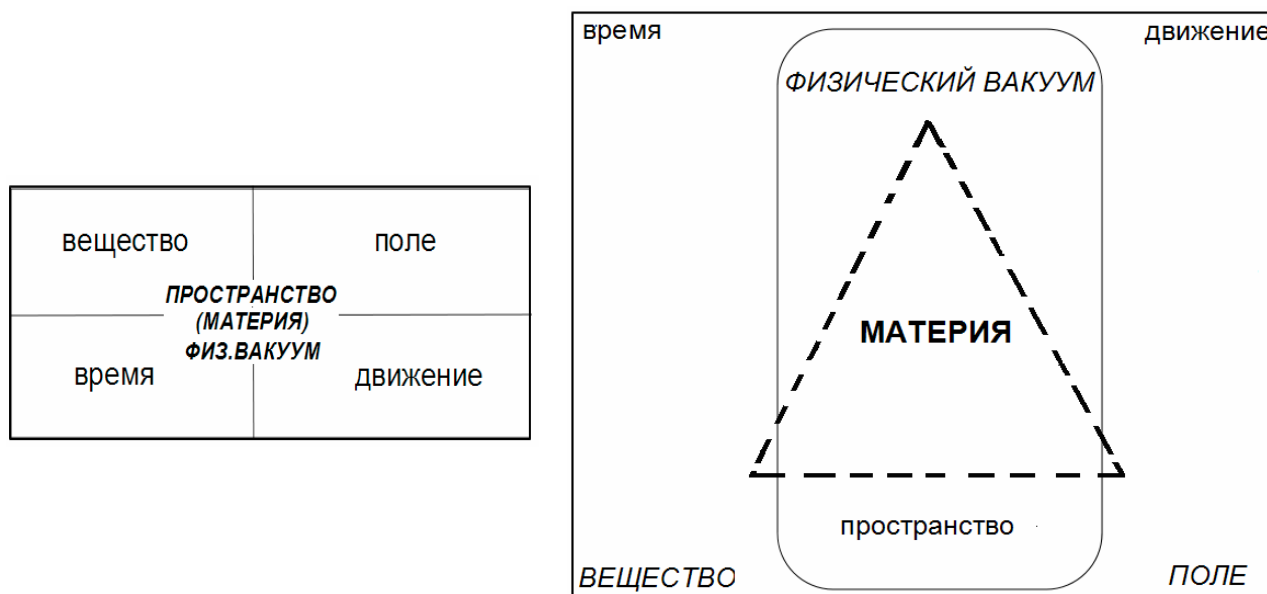 вещество
поле
ПРОСТРАНСТВО
(МАТЕРИЯ)
ФИЗ.ВАКУУМ
время
движение
время
движение
ФИЗИЧЕСКИЙ ВАКУУМ
МАТЕРИЯ
пространство
ВЕЩЕСТВО
ПОЛЕ